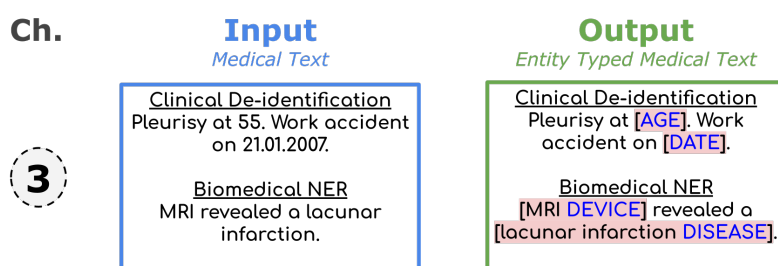 Ch.
Input
Medical Text
Output
Entity Typed Medical Text
3
Clinical De-identification
Pleurisy at 55. Work accident
on 21.01.2007.
Biomedical NER
MRI revealed a lacunar
infarction.
Clinical De-identification
Pleurisy at [AGE]. Work
accident on [DATE].
Biomedical NER
[MRI DEVICE] revealed a
[lacunar infarction DISEASE].